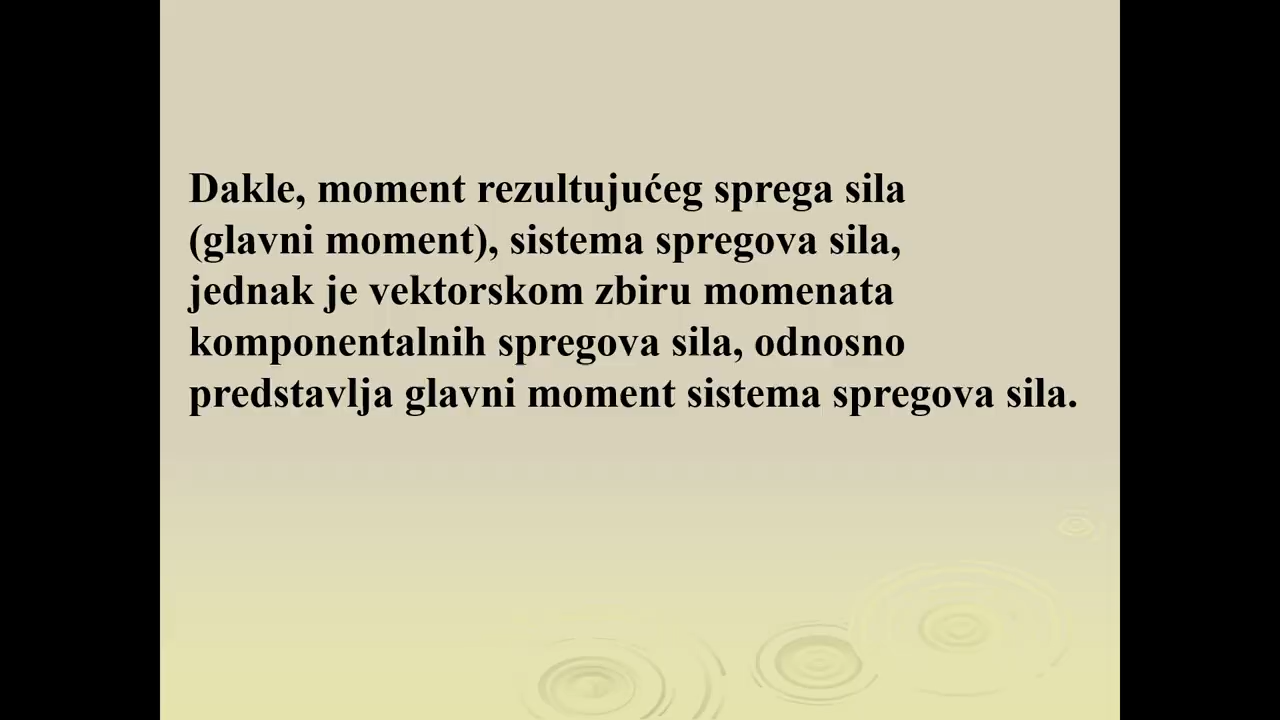 Dakle, moment rezultujućeg sprega sila
(glavni moment), sistema spregova sila,
jednak je vektorskom zbiru momenata
komponentalnih spregova sila, odnosno
predstavlja glavni moment sistema spregova sila.